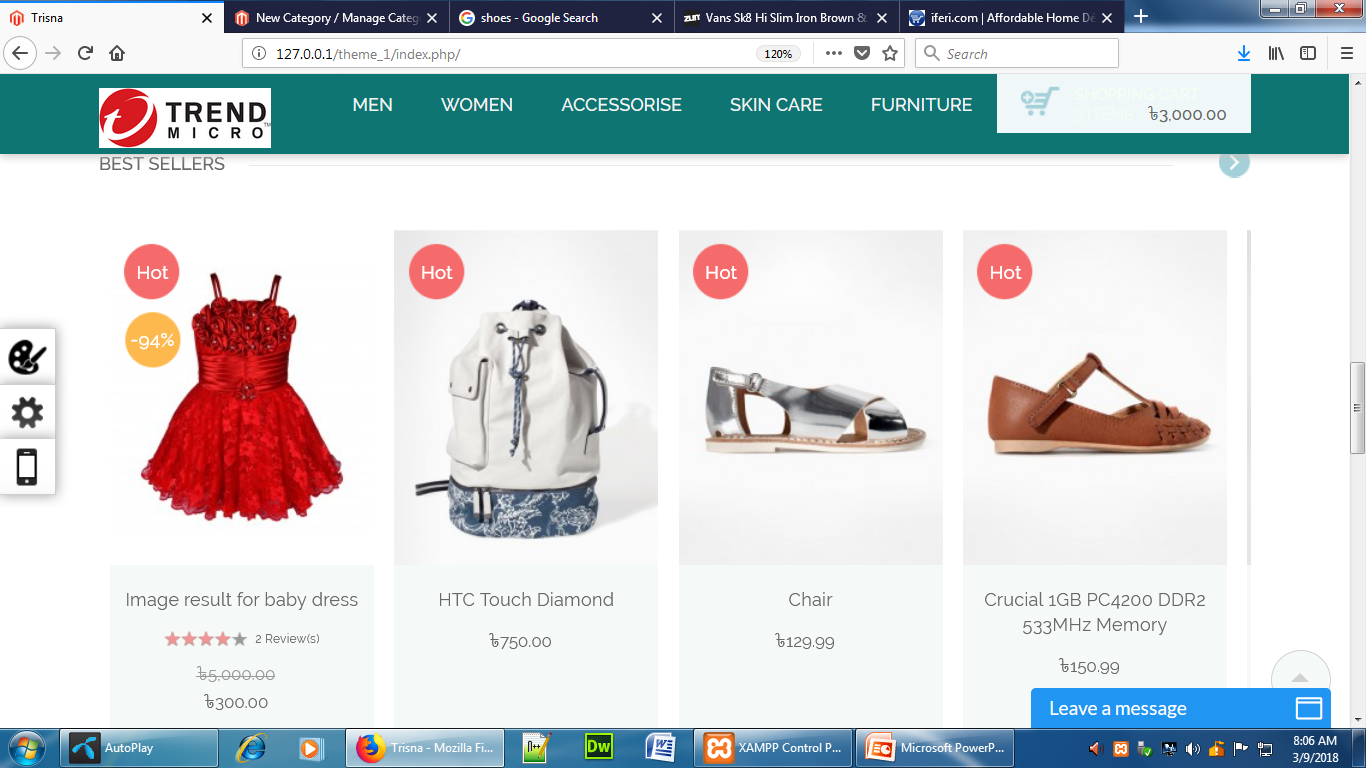 Trisna
New Category / Manage Categ
shoes - Google Search
Vans Sk8 Hi Slim Iron Brown &
iferi.com | Affordable Home De
127.0.0.1/theme_1/index.php/
120%
Search
TREND
MICRO
MEN
WOMEN
ACCESSORISE
SKIN CARE
FURNITURE
SHOPPING CART
ITEMS
৳3,000.00
BEST SELLERS
Hot
-94%
Hot
Hot
Hot
Image result for baby dress
2 Review(s)
৳5,000.00
৳300.00
HTC Touch Diamond
৳750.00
Chair
৳129.99
Crucial 1GB PC4200 DDR2
533MHz Memory
৳150.99
Leave a message
AutoPlay
Trisna - Mozilla Fi...
XAMPP Control P...
Microsoft PowerP...
8:06 AM
3/9/2018